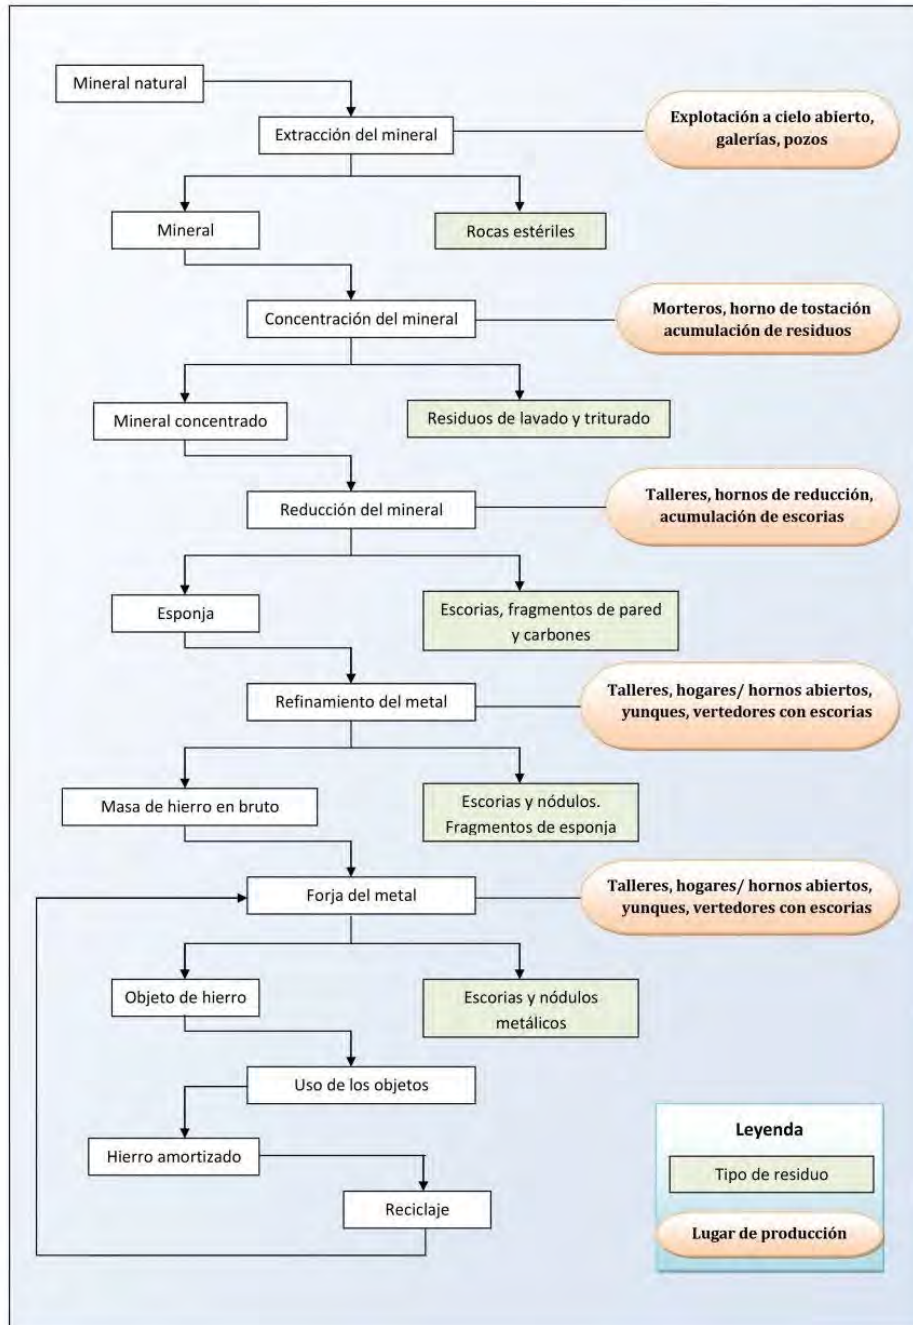 Mineral natural
Extracción del mineral
Explotación a cielo abierto,
galerías, pozos
Mineral
Rocas estériles
Concentración del mineral
Morteros, horno de tostación
acumulación de residuos
Mineral concentrado
Residuos de lavado y triturado
Reducción del mineral
Talleres, hornos de reducción,
acumulación de escorias
Esponja
Escorias, fragmentos de pared
y carbones
Refinamiento del metal
Talleres, hogares/ hornos abiertos,
yunques, vertedores con escorias
Masa de hierro en bruto
Escorias y nódulos.
Fragmentos de esponja
Forja del metal
Talleres, hogares/ hornos abiertos,
yunques, vertedores con escorias
Objeto de hierro
Escorias y nódulos
metálicos
Uso de los objetos
Hierro amortizado
Reciclaje
Leyenda
Tipo de residuo
Lugar de producción